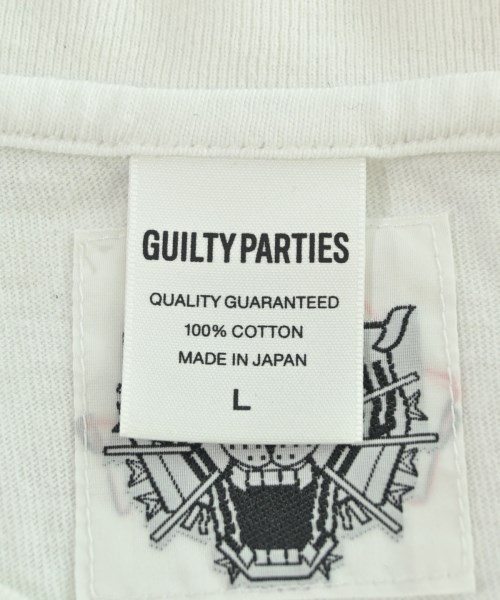 GUILTY PARTIES
QUALITY GUARANTEED
100% COTTON
MADE IN JAPAN
L